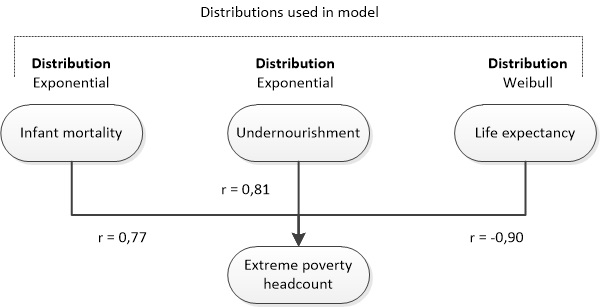 Distributions used in model
Distribution
Exponential
Distribution
Exponential
Distribution
Weibull
Infant mortality
Undernourishment
Life expectancy
r = 0,81
r = 0,77
r = -0,90
Extreme poverty
headcount